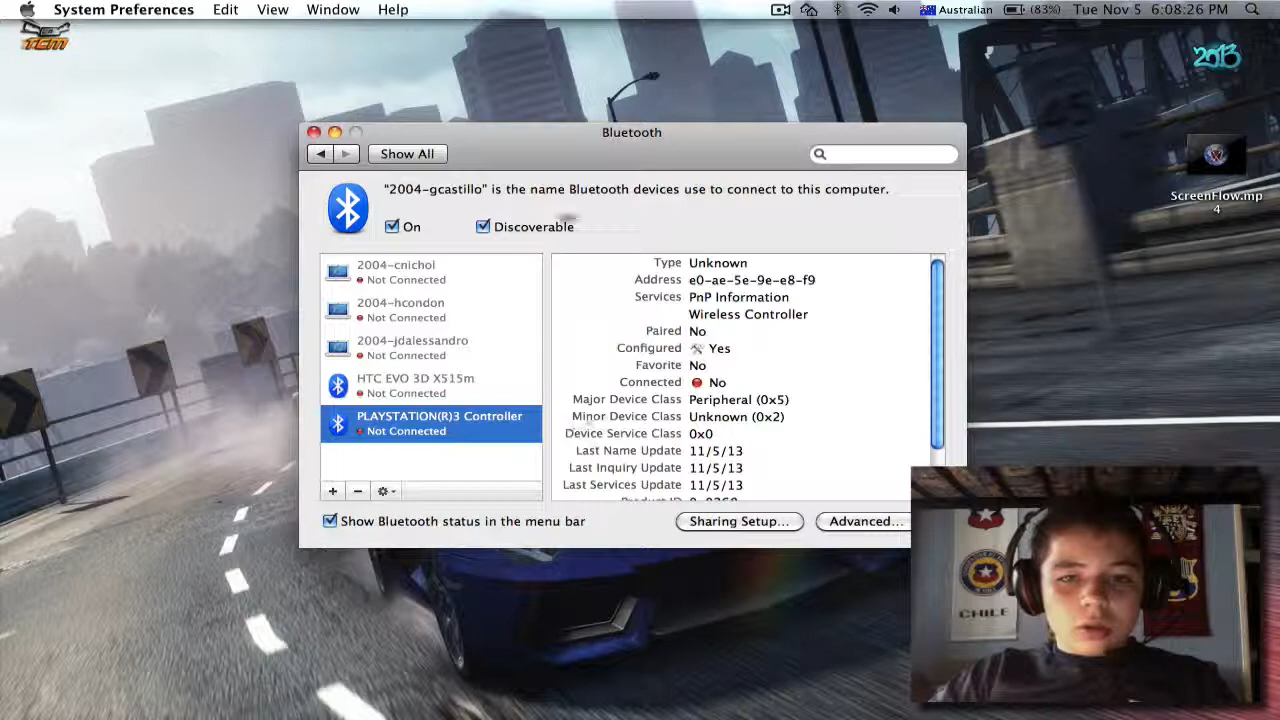 System Preferences Edit View Window Help Australian (83%) Tue Nov 5 6:08:26 PM
TCM
2013
Bluetooth
Show All
ScreenFlow.mp
4
"2004-gcastillo" is the name Bluetooth devices use to connect to this computer.
On Discoverable
2004-cnichol
Not Connected
2004-hcondon
Not Connected
2004-jdalessandro
Not Connected
HTC EVO 3D X515m
Not Connected
PLAYSTATION(R)3 Controller
Not Connected
Type Unknown
Address e0-ae-5e-9e-e8-f9
Services PnP Information
Wireless Controller
Paired No
Configured Yes
Favorite No
Connected No
Major Device Class Peripheral (0x5)
Minor Device Class Unknown (0x2)
Device Service Class 0x0
Last Name Update 11/5/13
Last Inquiry Update 11/5/13
Last Services Update 11/5/13
Show Bluetooth status in the menu bar
Sharing Setup... Advanced...
CHILE